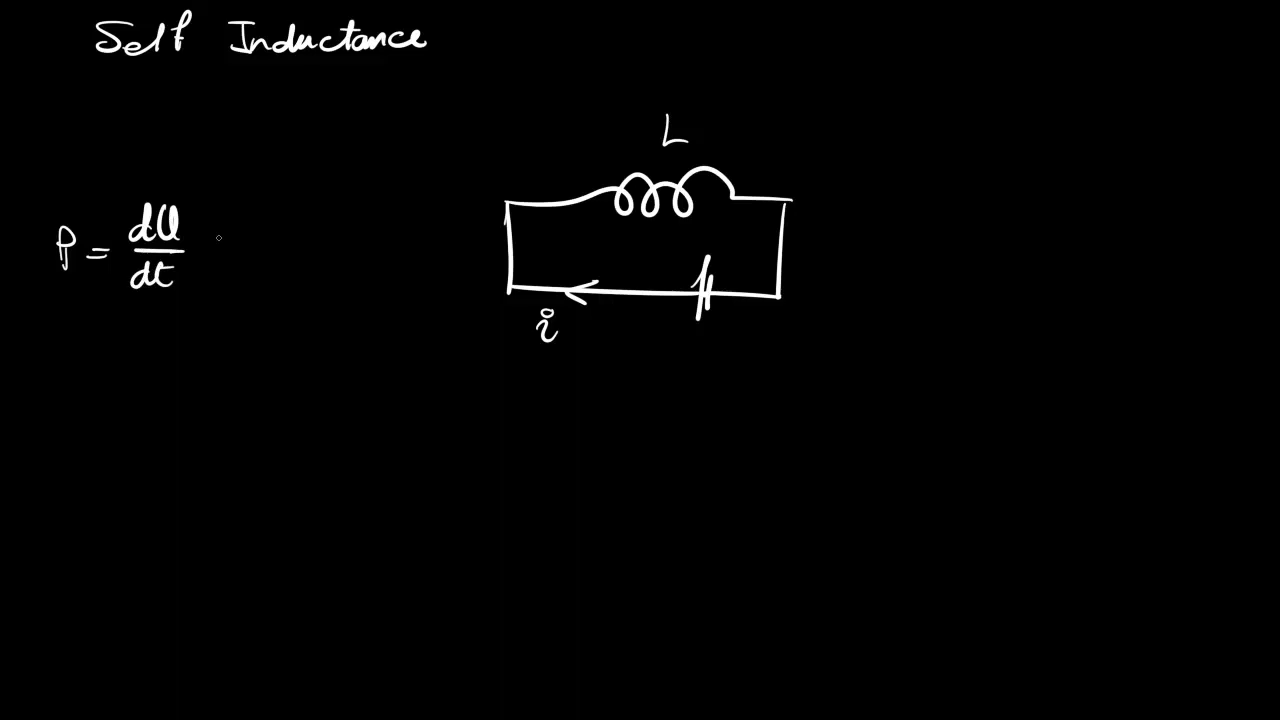 Self Inductance
L
P = dU/dt
i